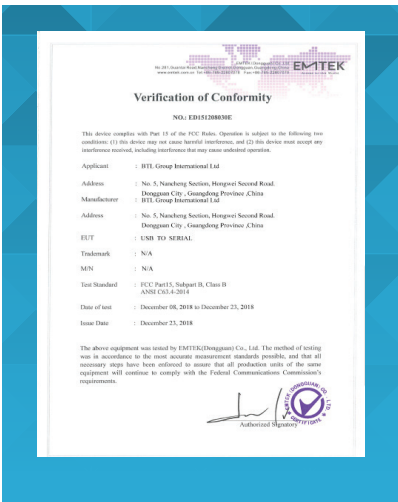 EMTEK
EMTEK (Dongguan) Co., Ltd.
Verification of Conformity
NO.: ED151208030E
This device complies with Part 15 of the FCC Rules. Operation is subject to the following two
conditions: (1) this device may not cause harmful interference, and (2) this device must accept any
interference received, including interference that may cause undesired operation.
Applicant : BTL Group International Ltd
Address : No. 5, Nancheng Section, Hongwei Second Road
Dongguan City , Guangdong Province ,China
Manufacturer : BTL Group International Ltd
Address : No. 5, Nancheng Section, Hongwei Second Road
Dongguan City , Guangdong Province ,China
EUT : USB TO SERIAL
Trademark : N/A
M/N : N/A
Test Standard : FCC Part15, Subpart B, Class B
ANSI C63.4-2014
Date of test : December 08, 2018 to December 23, 2018
Issue Date : December 23, 2018
The above equipment was tested by EMTEK(Dongguan) Co., Ltd. The method of testing
was in accordance to the most accurate measurement standards possible, and that all
necessary steps have been enforced to assure that all production units of the same
equipment will continue to comply with the Federal Communications Commission's
requirements.
Authorized Signatory